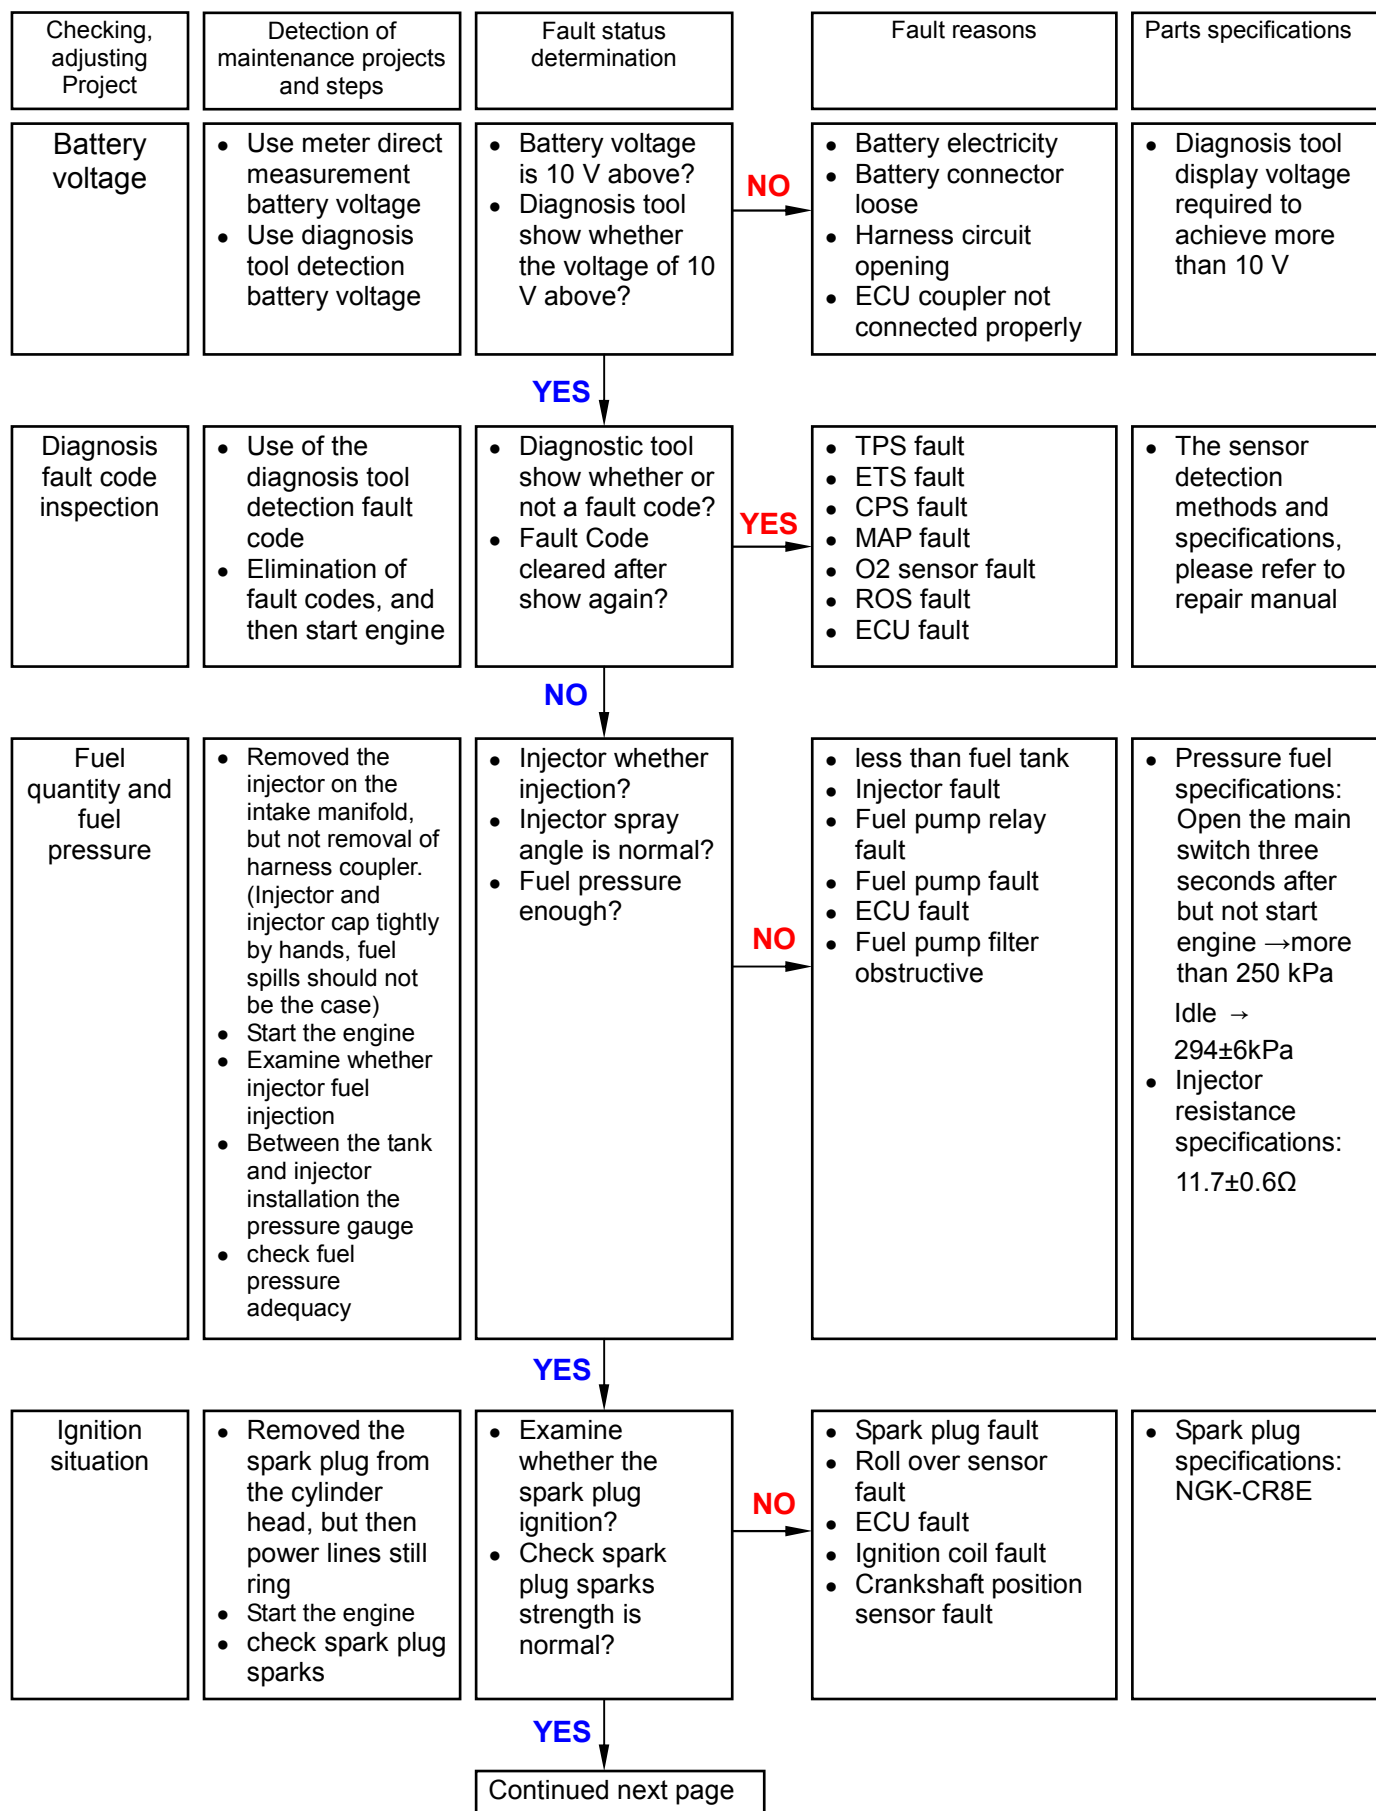 Checking,
adjusting
Project
Detection of
maintenance projects
and steps
Fault status
determination
Fault reasons
Parts specifications
Battery
voltage
● Use meter direct
measurement
battery voltage
● Use diagnosis
tool detection
battery voltage
● Battery voltage
is 10 V above?
● Diagnosis tool
show whether
the voltage of 10
V above?
NO
● Battery electricity
● Battery connector
loose
● Harness circuit
opening
● ECU coupler not
connected properly
● Diagnosis tool
display voltage
required to
achieve more
than 10 V
YES
Diagnosis
fault code
inspection
● Use of the
diagnosis tool
detection fault
code
● Elimination of
fault codes, and
then start engine
● Diagnostic tool
show whether or
not a fault code?
● Fault Code
cleared after
show again?
YES
● TPS fault
● ETS fault
● CPS fault
● MAP fault
● O2 sensor fault
● ROS fault
● ECU fault
● The sensor
detection
methods and
specifications,
please refer to
repair manual
NO
Fuel
quantity and
fuel
pressure
● Removed the
injector on the
intake manifold,
but not removal of
harness coupler.
(Injector and
injector cap tightly
by hands, fuel
spills should not
be the case)
● Start the engine
● Examine whether
injector fuel
injection
● Between the tank
and injector
installation the
pressure gauge
● check fuel
pressure
adequacy
● Injector whether
injection?
● Injector spray
angle is normal?
● Fuel pressure
enough?
NO
● less than fuel tank
● Injector fault
● Fuel pump relay
fault
● Fuel pump fault
● ECU fault
● Fuel pump filter
obstructive
● Pressure fuel
specifications:
Open the main
switch three
seconds after
but not start
engine →more
than 250 kPa
Idle →
294±6kPa
● Injector
resistance
specifications:
11.7±0.6Ω
YES
Ignition
situation
● Removed the
spark plug from
the cylinder
head, but then
power lines still
ring
● Start the engine
● check spark plug
sparks
● Examine
whether the
spark plug
ignition?
● Check spark
plug sparks
strength is
normal?
NO
● Spark plug fault
● Roll over sensor
fault
● ECU fault
● Ignition coil fault
● Crankshaft position
sensor fault
● Spark plug
specifications:
NGK-CR8E
YES
Continued next page